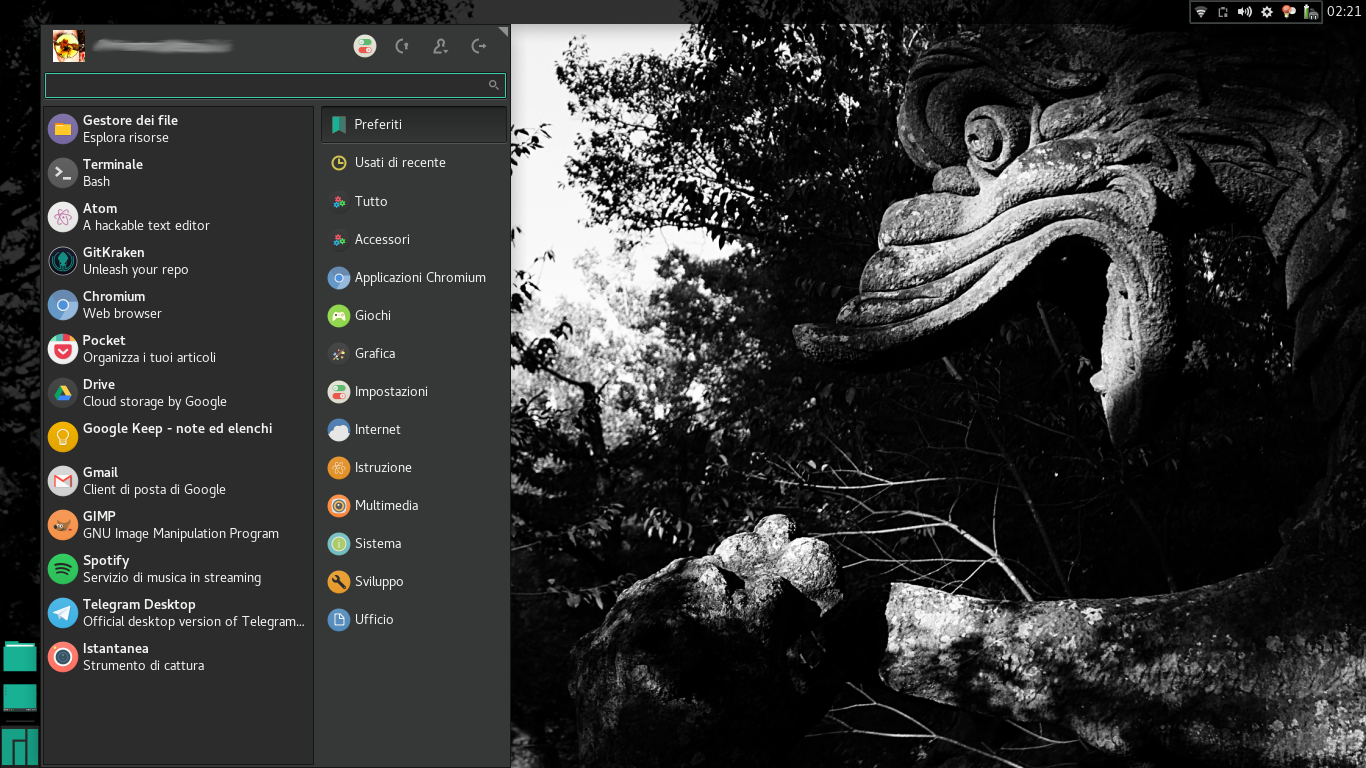 02:21
Gestore dei file
Esplora risorse
Terminale
Bash
Atom
A hackable text editor
GitKraken
Unleash your repo
Chromium
Web browser
Pocket
Organizza i tuoi articoli
Drive
Cloud storage by Google
Google Keep - note ed elenchi
Gmail
Client di posta di Google
GIMP
GNU Image Manipulation Program
Spotify
Servizio di musica in streaming
Telegram Desktop
Official desktop version of Telegram...
Istantanea
Strumento di cattura
Preferiti
Usati di recente
Tutto
Accessori
Applicazioni Chromium
Giochi
Grafica
Impostazioni
Internet
Istruzione
Multimedia
Sistema
Sviluppo
Ufficio